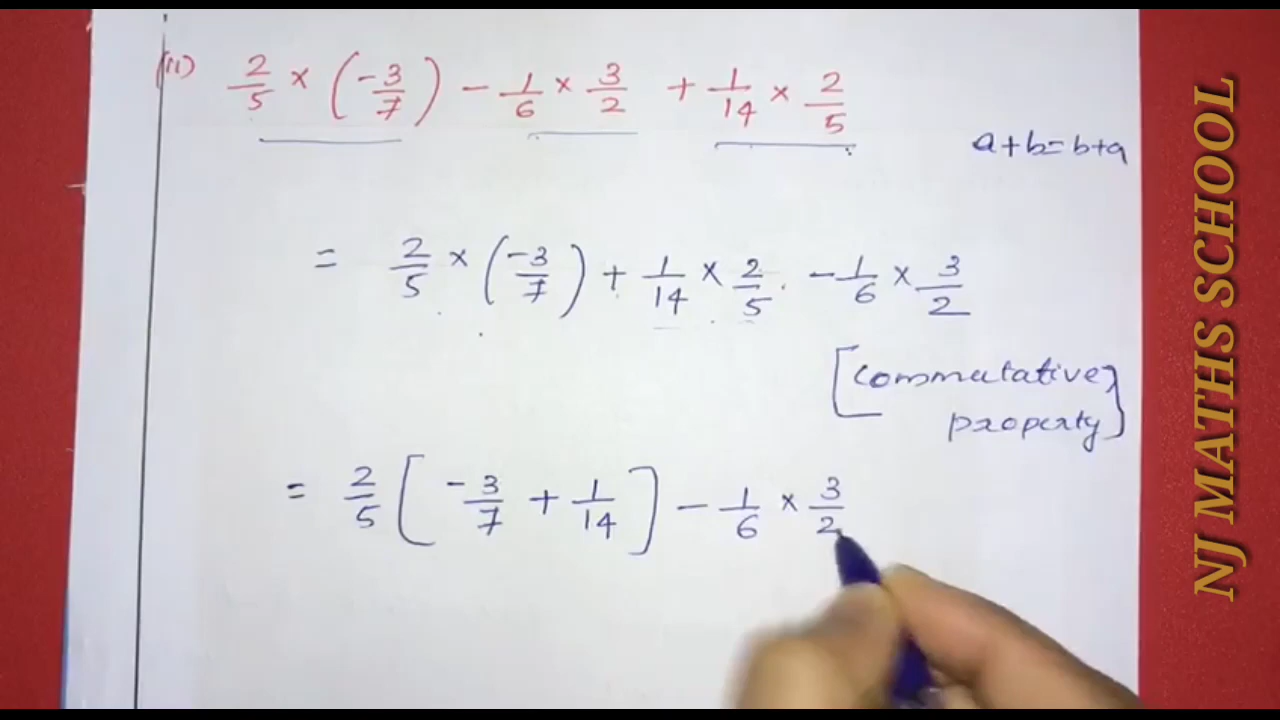 (ii) 2/5 × (-3/7) - 1/6 × 3/2 + 1/14 × 2/5
a+b=b+a
= 2/5 × (-3/7) + 1/14 × 2/5 - 1/6 × 3/2
[commutative
property]
= 2/5 [-3/7 + 1/14] - 1/6 × 3/2
NJ MATHS SCHOOL